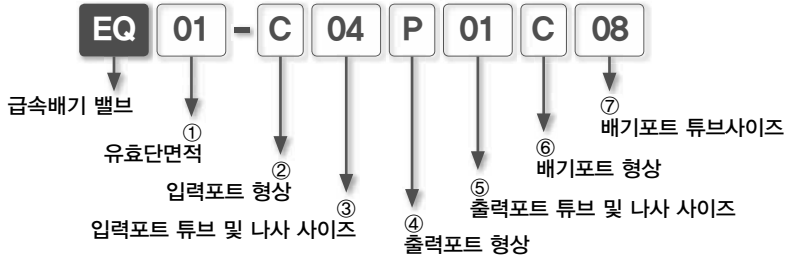 EQ 01 - C 04 P 01 C 08
급속배기 밸브
①
유효단면적
②
입력포트 형상
③
입력포트 튜브 및 나사 사이즈
④
출력포트 형상
⑤
출력포트 튜브 및 나사 사이즈
⑥
배기포트 형상
⑦
배기포트 튜브사이즈